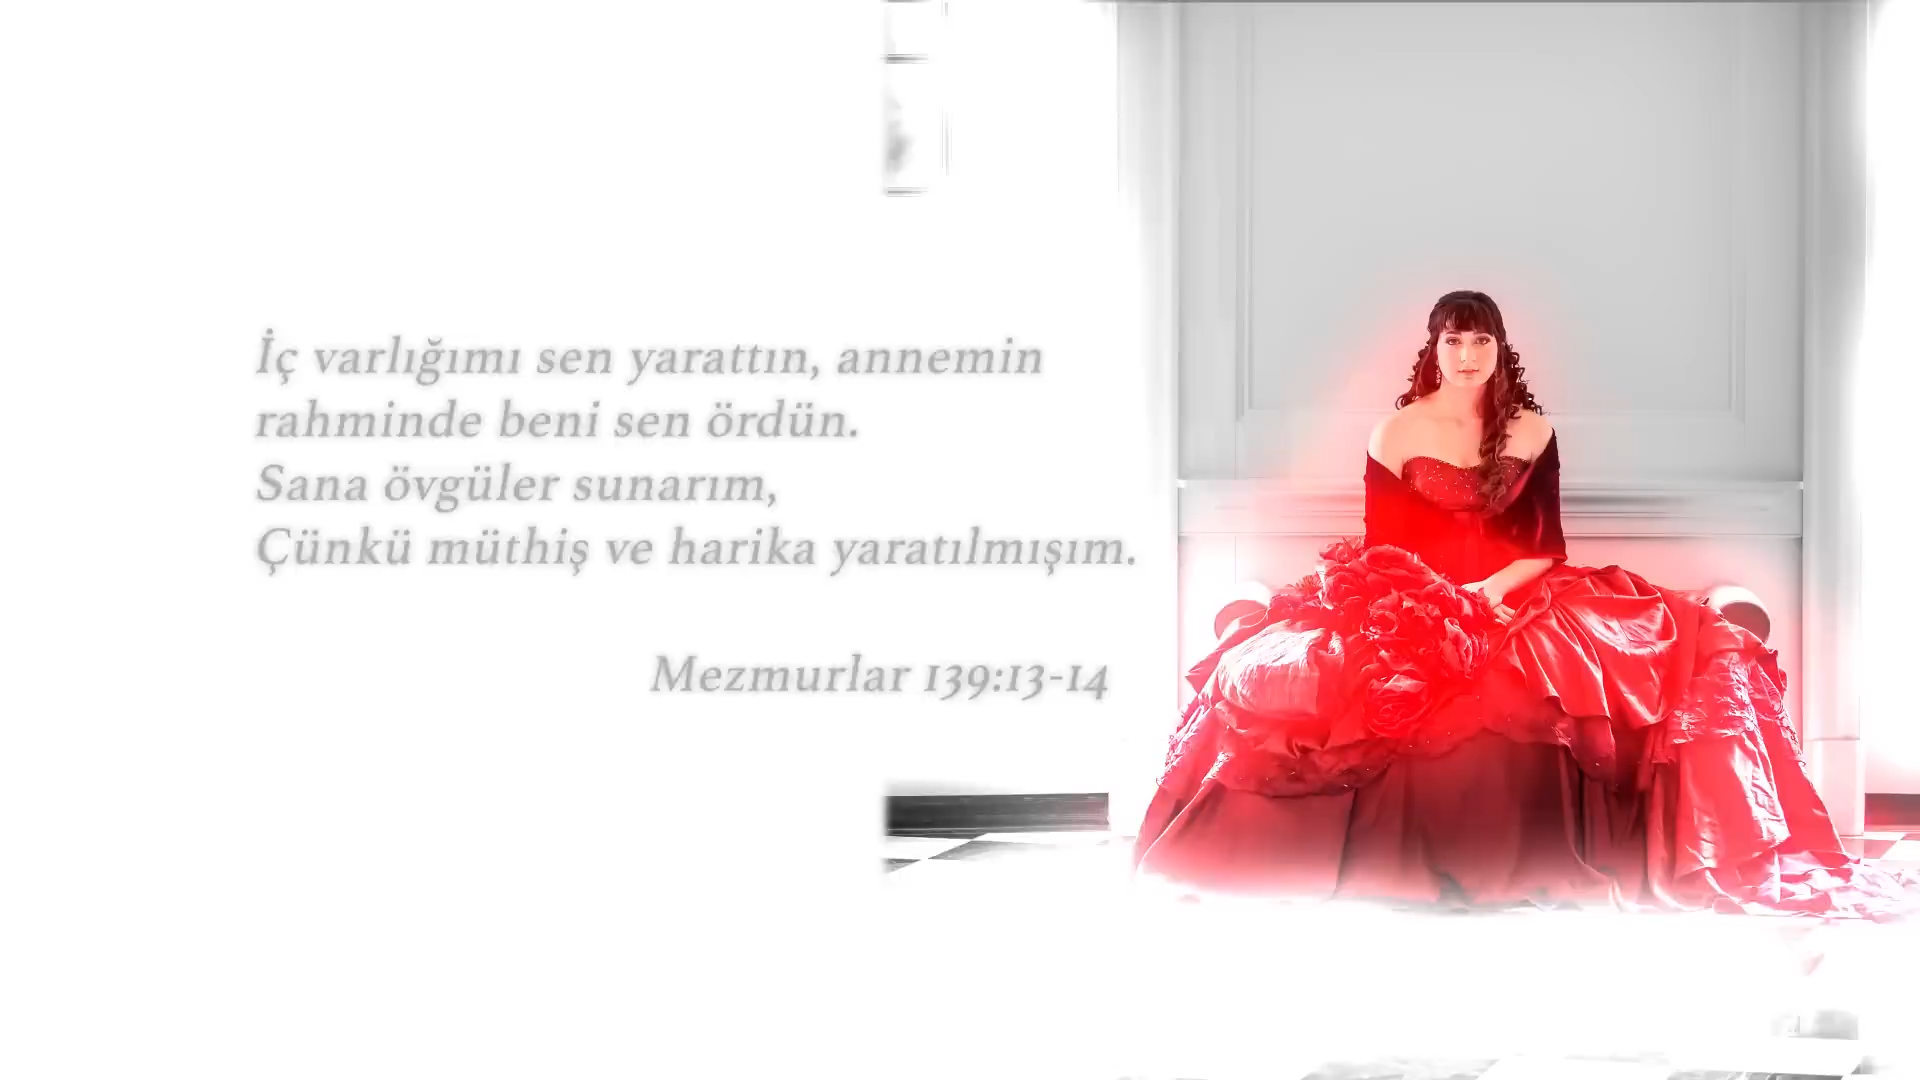 İç varlığımı sen yarattın, annemin
rahminde beni sen ördün.
Sana övgüler sunarım,
Çünkü müthiş ve harika yaratılmışım.
Mezmurlar 139:13-14